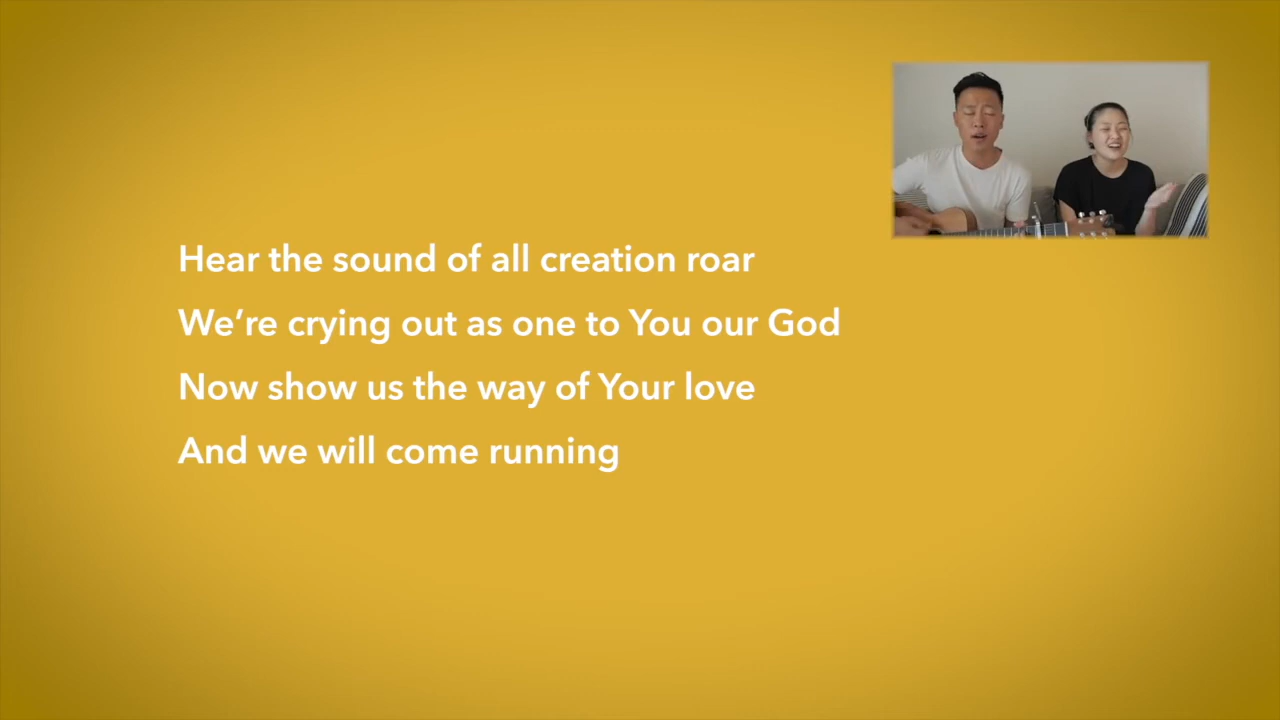 Hear the sound of all creation roar
We’re crying out as one to You our God
Now show us the way of Your love
And we will come running